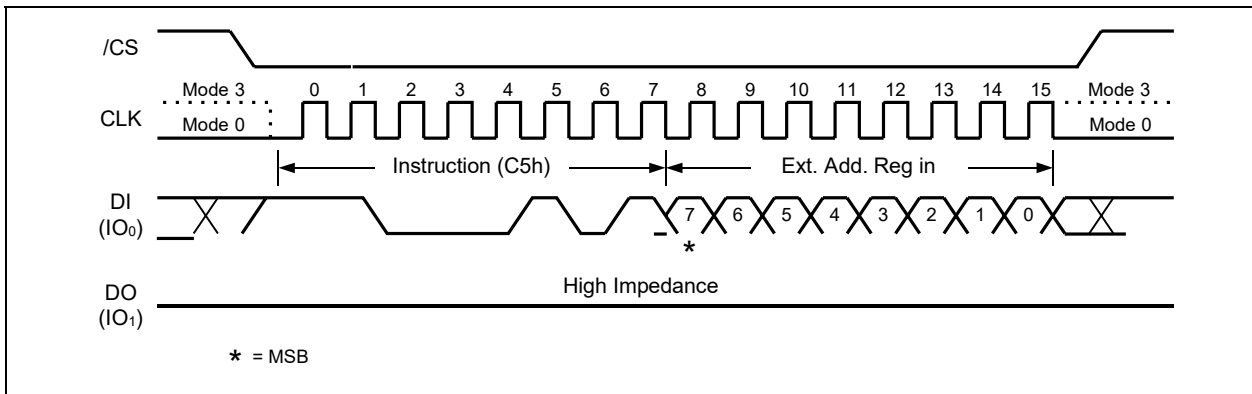 /CS
Mode 3 0 1 2 3 4 5 6 7 8 9 10 11 12 13 14 15 Mode 3
CLK
Mode 0 Mode 0
Instruction (C5h) Ext. Add. Reg in
DI
(IO₀) 7 6 5 4 3 2 1 0
*
High Impedance
DO
(IO₁)
* = MSB